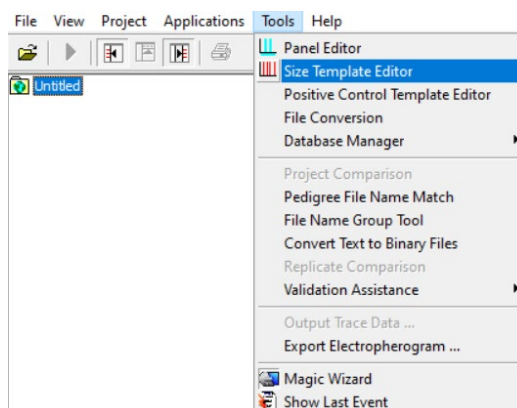 File View Project Applications Tools Help
Untitled
Panel Editor
Size Template Editor
Positive Control Template Editor
File Conversion
Database Manager
Project Comparison
Pedigree File Name Match
File Name Group Tool
Convert Text to Binary Files
Replicate Comparison
Validation Assistance
Output Trace Data ...
Export Electropherogram ...
Magic Wizard
Show Last Event